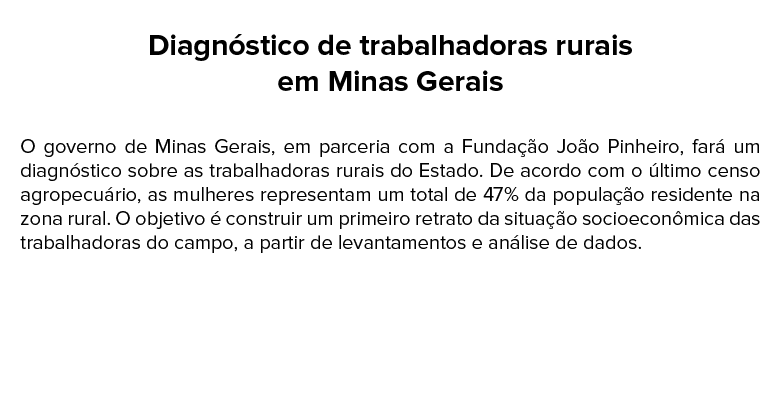 Diagnóstico de trabalhadoras rurais
em Minas Gerais
O governo de Minas Gerais, em parceria com a Fundação João Pinheiro, fará um
diagnóstico sobre as trabalhadoras rurais do Estado. De acordo com o último censo
agropecuário, as mulheres representam um total de 47% da população residente na
zona rural. O objetivo é construir um primeiro retrato da situação socioeconômica das
trabalhadoras do campo, a partir de levantamentos e análise de dados.